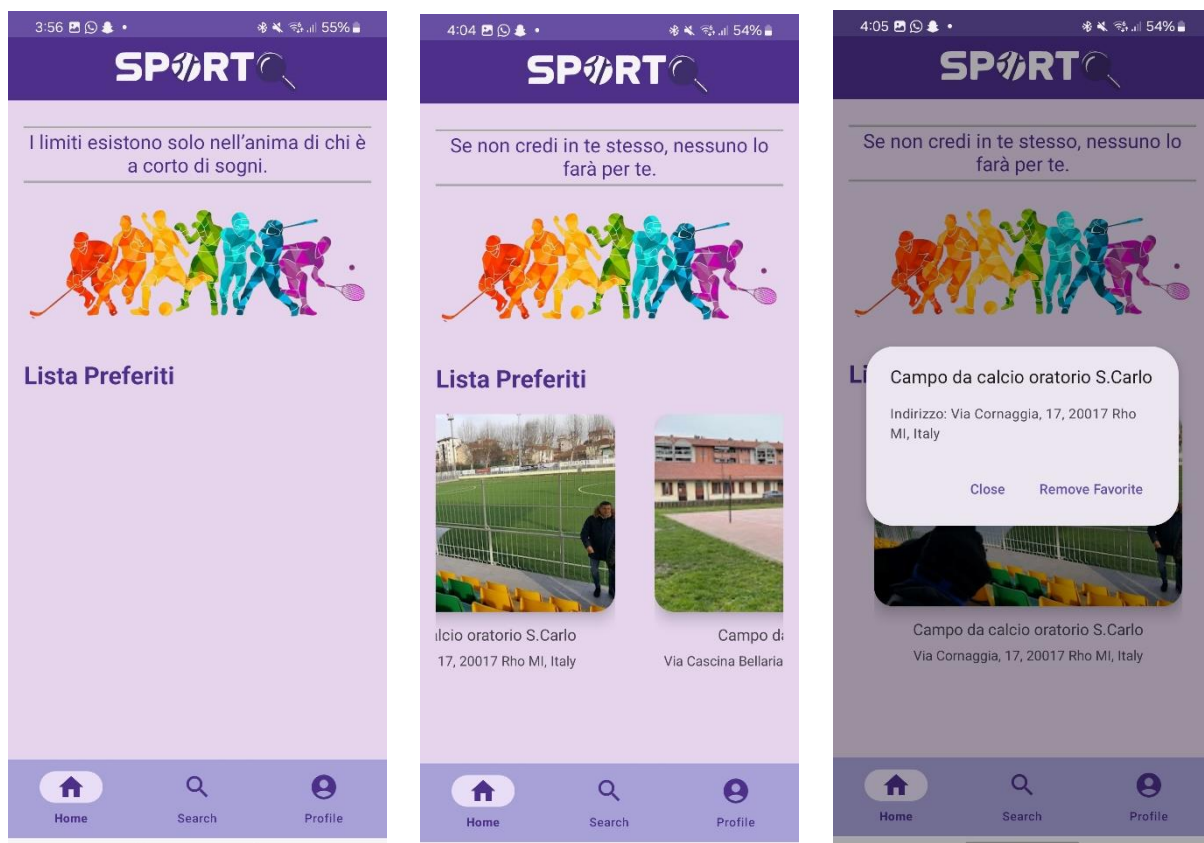 3:56 55%
SPORT
I limiti esistono solo nell’anima di chi è
a corto di sogni.
Lista Preferiti
Home Search Profile
4:04 54%
SPORT
Se non credi in te stesso, nessuno lo
farà per te.
Lista Preferiti
lcio oratorio S.Carlo Campo da
17, 20017 Rho MI, Italy Via Cascina Bellaria
Home Search Profile
4:05 54%
SPORT
Se non credi in te stesso, nessuno lo
farà per te.
Li
Campo da calcio oratorio S.Carlo
Indirizzo: Via Cornaggia, 17, 20017 Rho
MI, Italy
Close Remove Favorite
Campo da calcio oratorio S.Carlo
Via Cornaggia, 17, 20017 Rho MI, Italy
Home Search Profile